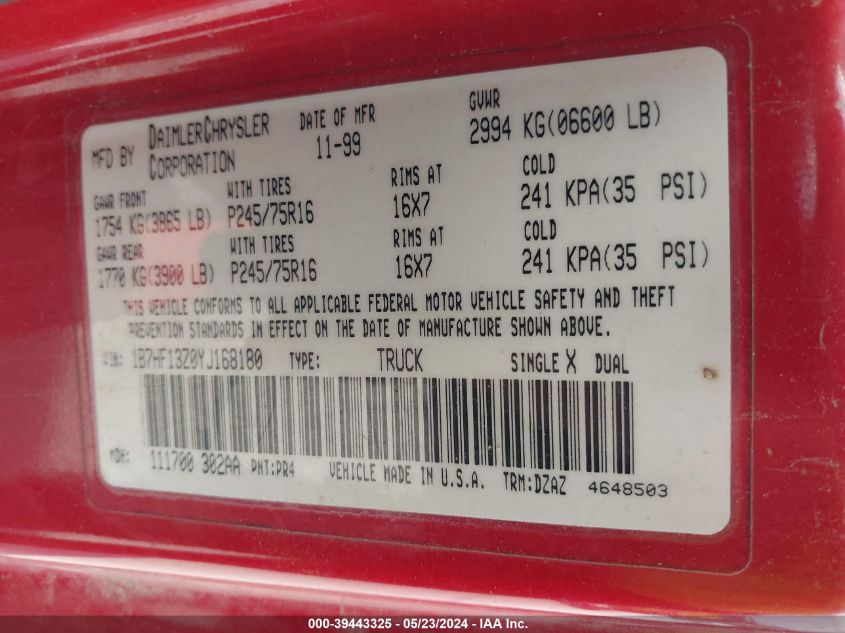 MFD BY DAIMLERCHRYSLER CORPORATION DATE OF MFR 11-99 GVWR 2994 KG(06600 LB)
GAWR FRONT WITH TIRES RIMS AT COLD
1754 KG(3865 LB) P245/75R16 16X7 241 KPA(35 PSI)
GAWR REAR WITH TIRES RIMS AT COLD
1770 KG(3900 LB) P245/75R16 16X7 241 KPA(35 PSI)
THIS VEHICLE CONFORMS TO ALL APPLICABLE FEDERAL MOTOR VEHICLE SAFETY AND THEFT
PREVENTION STANDARDS IN EFFECT ON THE DATE OF MANUFACTURE SHOWN ABOVE.
VIN: 1B7HF13Z0YJ168180 TYPE: TRUCK SINGLE X DUAL
MDH: 111700 302AA PNT:PR4 VEHICLE MADE IN U.S.A. TRM:DZAZ 4648503
000-39443325 - 05/23/2024 - IAA Inc.